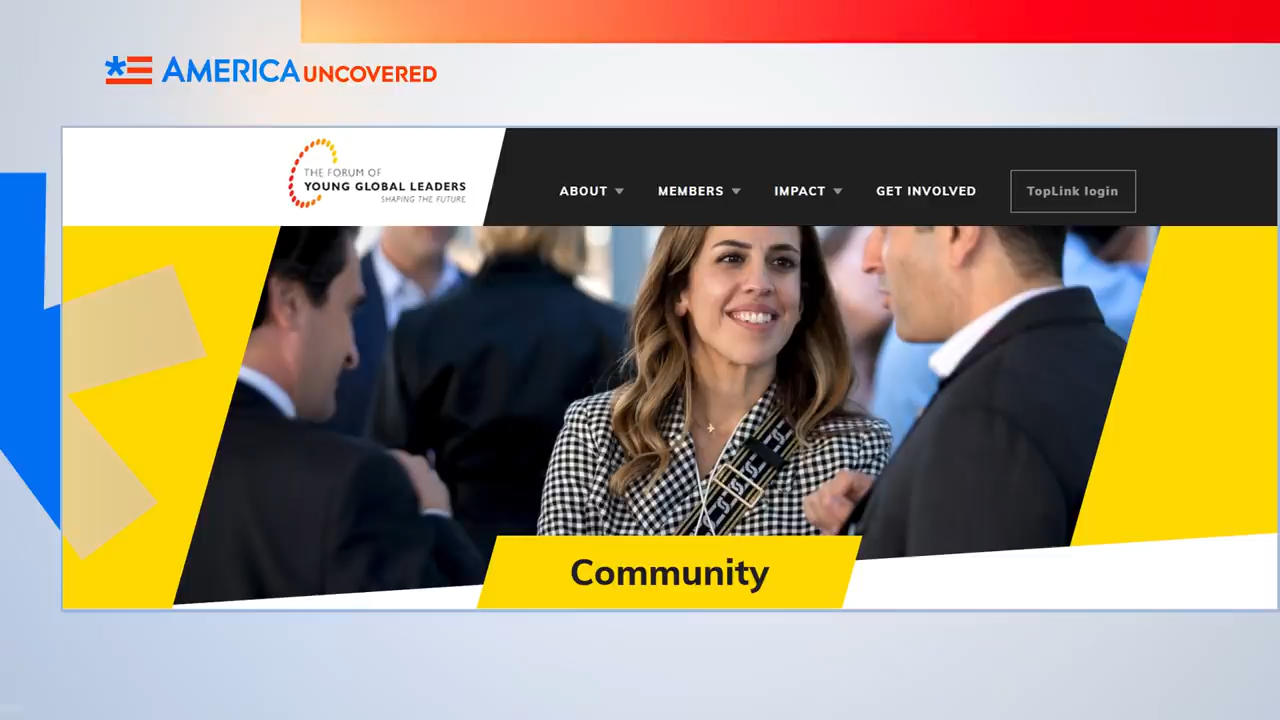 AMERICA UNCOVERED
THE FORUM OF
YOUNG GLOBAL LEADERS
SHAPING THE FUTURE
ABOUT MEMBERS IMPACT GET INVOLVED TopLink login
Community